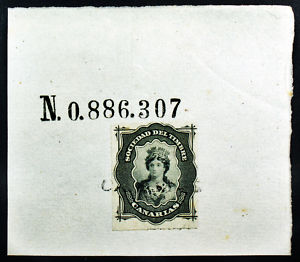 N. 0.886.307
SOCIEDAD DEL TIMBRE
CANARIAS